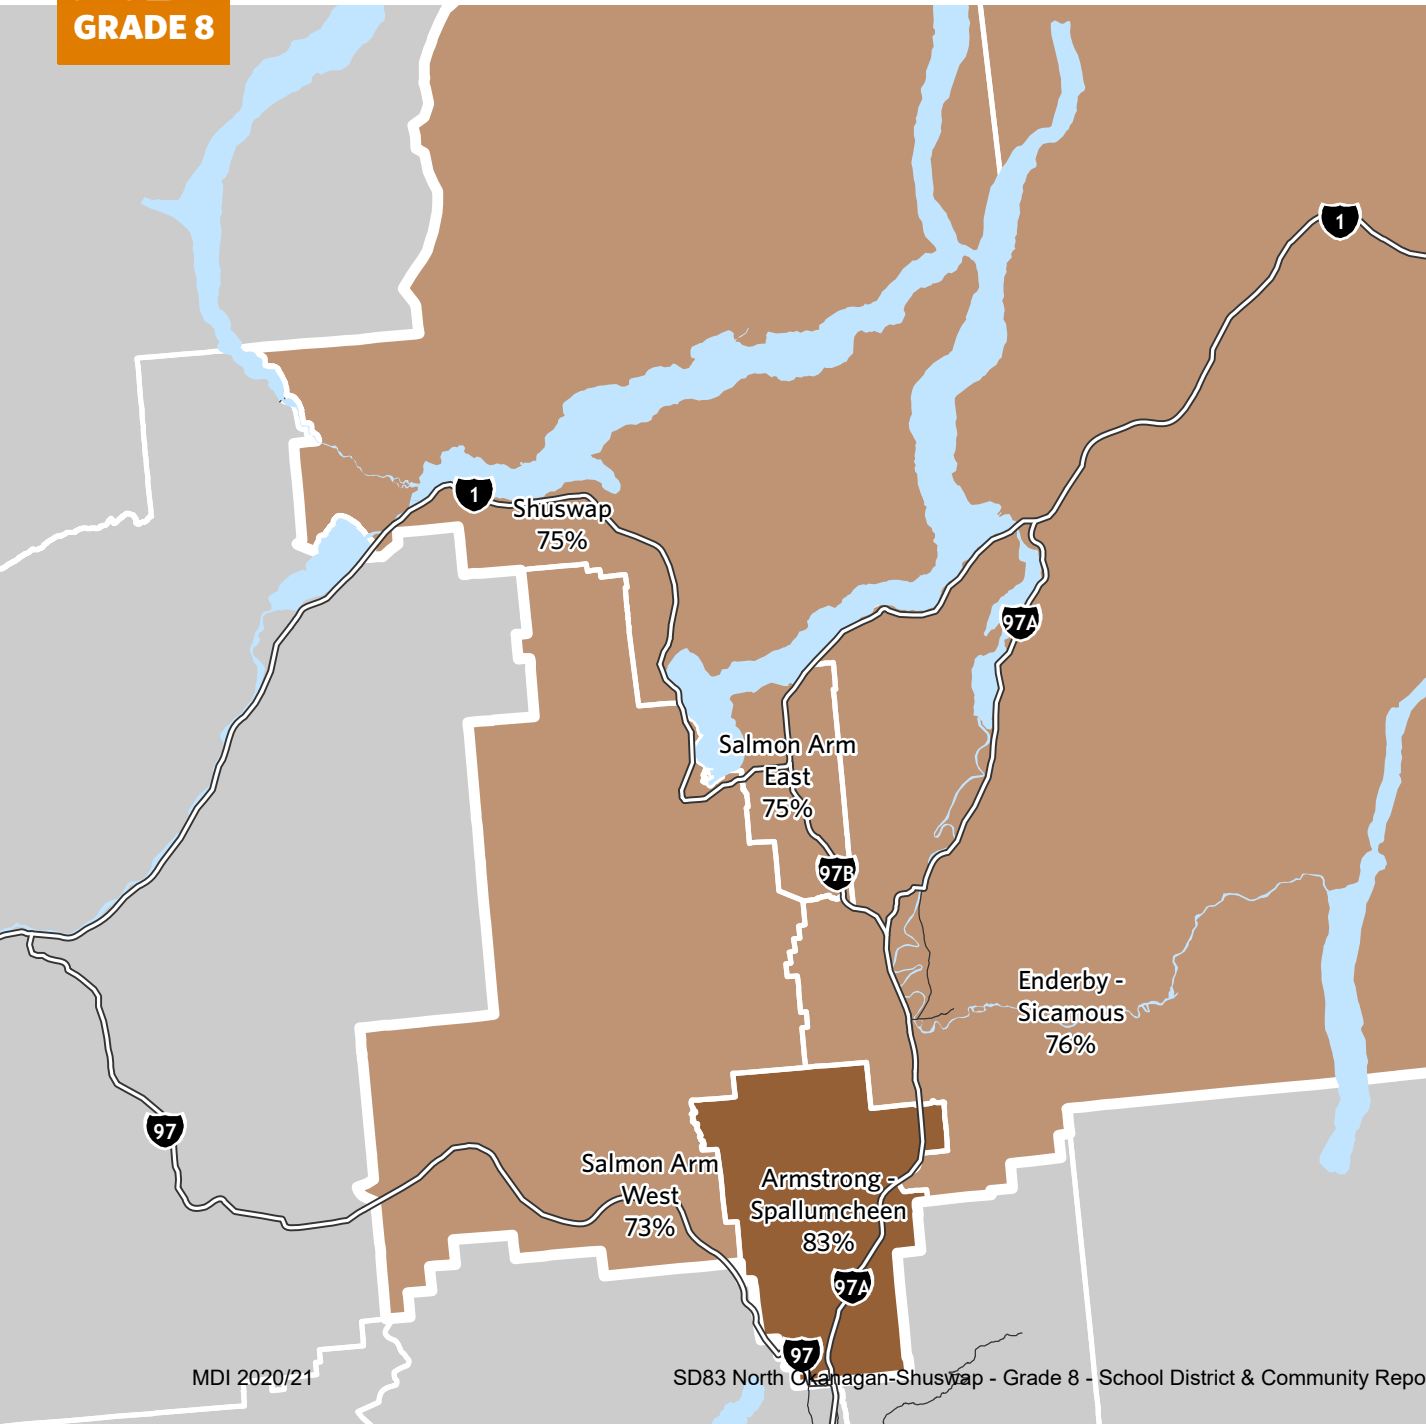 GRADE 8
1
1
Shuswap
75%
97A
Salmon Arm
East
75%
97B
Enderby -
Sicamous
76%
97
Salmon Arm
West
73%
Armstrong -
Spallumcheen
83%
97A
97
MDI 2020/21
SD83 North Okanagan-Shuswap - Grade 8 - School District & Community Repo